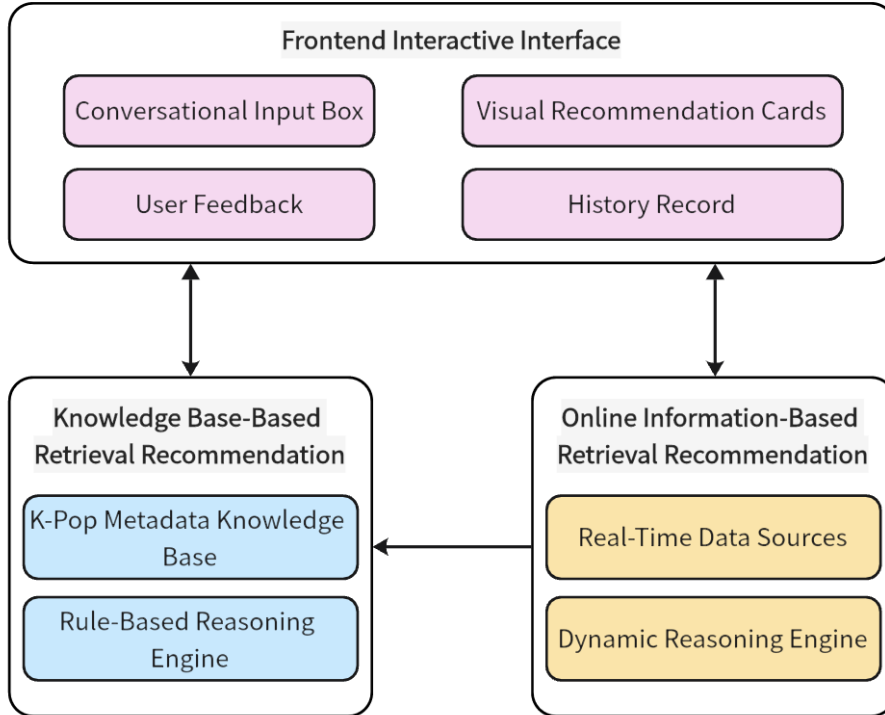 Frontend Interactive Interface
Conversational Input Box
Visual Recommendation Cards
User Feedback
History Record
Knowledge Base-Based
Retrieval Recommendation
K-Pop Metadata Knowledge
Base
Rule-Based Reasoning
Engine
Online Information-Based
Retrieval Recommendation
Real-Time Data Sources
Dynamic Reasoning Engine